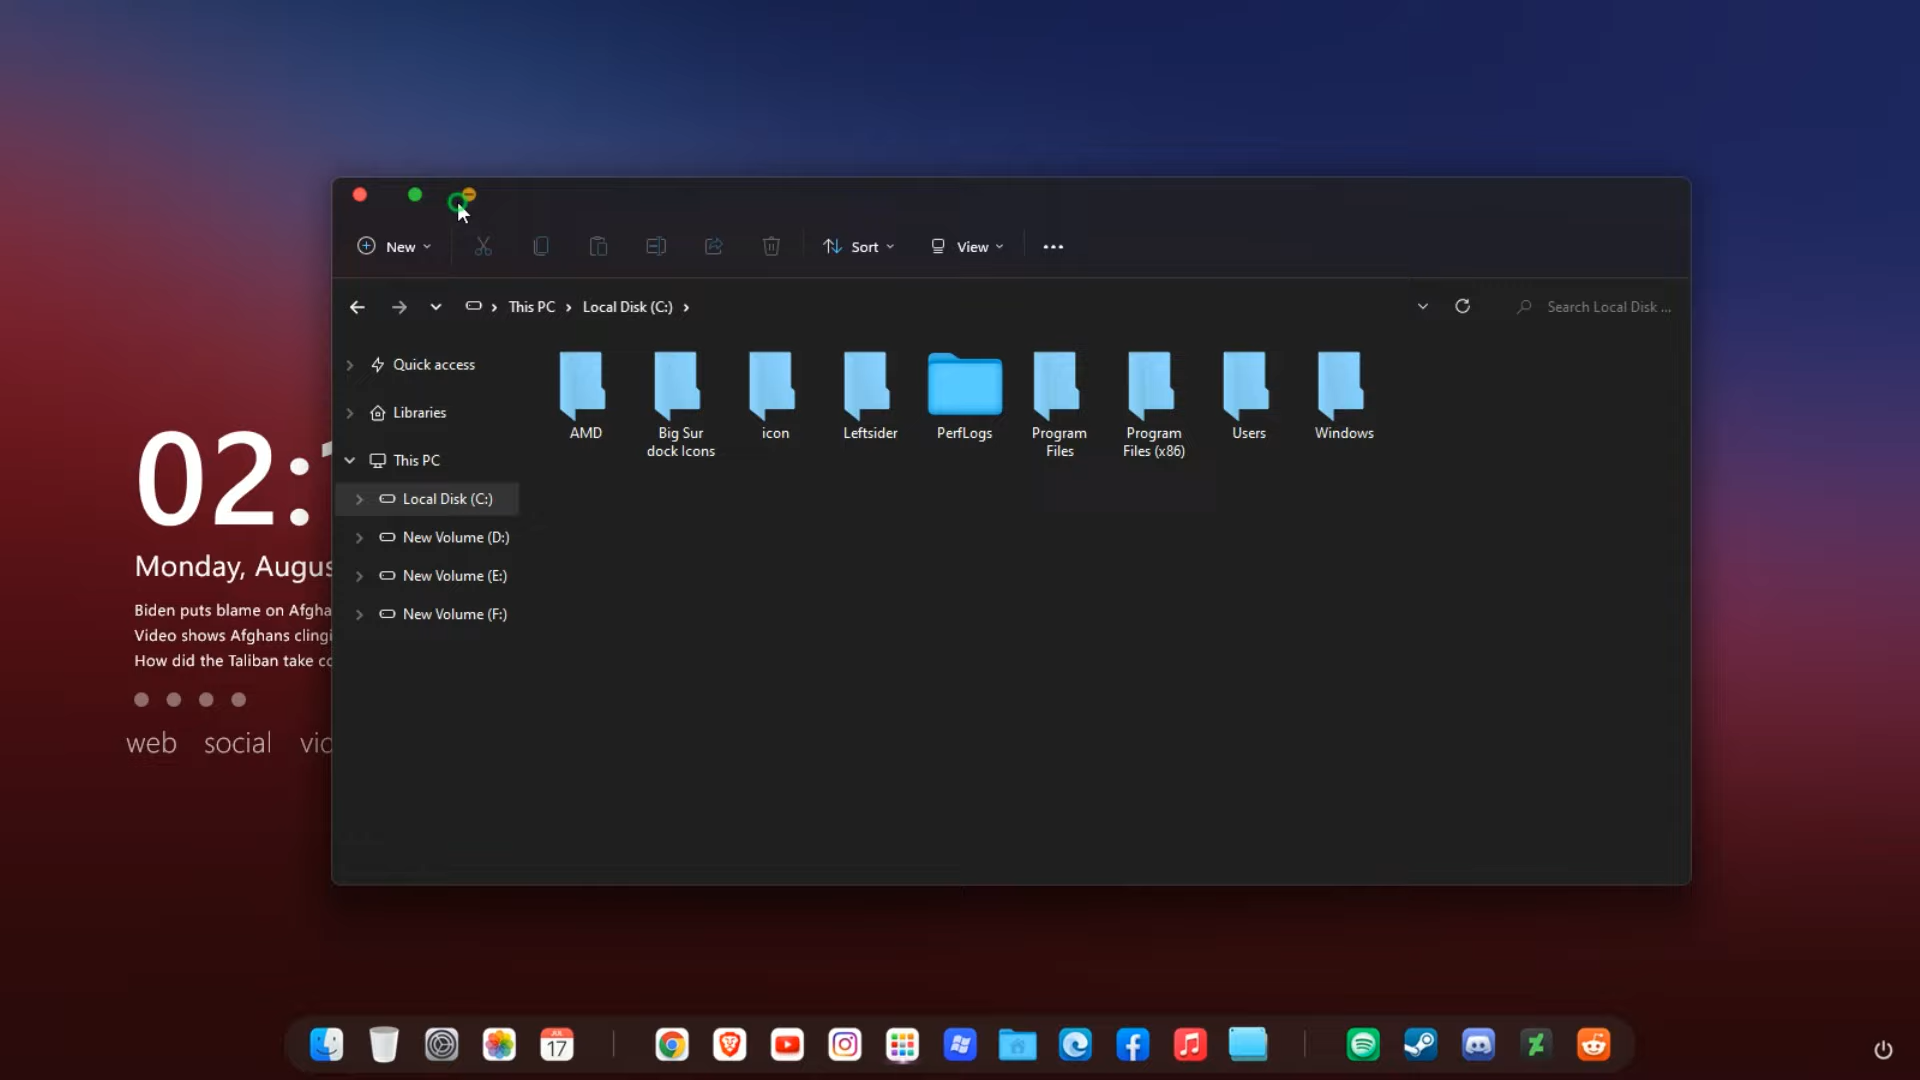 New
Sort
View
This PC
Local Disk (C:)
Search Local Disk ...
Quick access
Libraries
This PC
Local Disk (C:)
New Volume (D:)
New Volume (E:)
New Volume (F:)
AMD
Big Sur
dock Icons
icon
Leftsider
PerfLogs
Program
Files
Program
Files (x86)
Users
Windows
02:
Monday, Augus
Biden puts blame on Afgha
Video shows Afghans clingi
How did the Taliban take co
web social vid
JUL
17